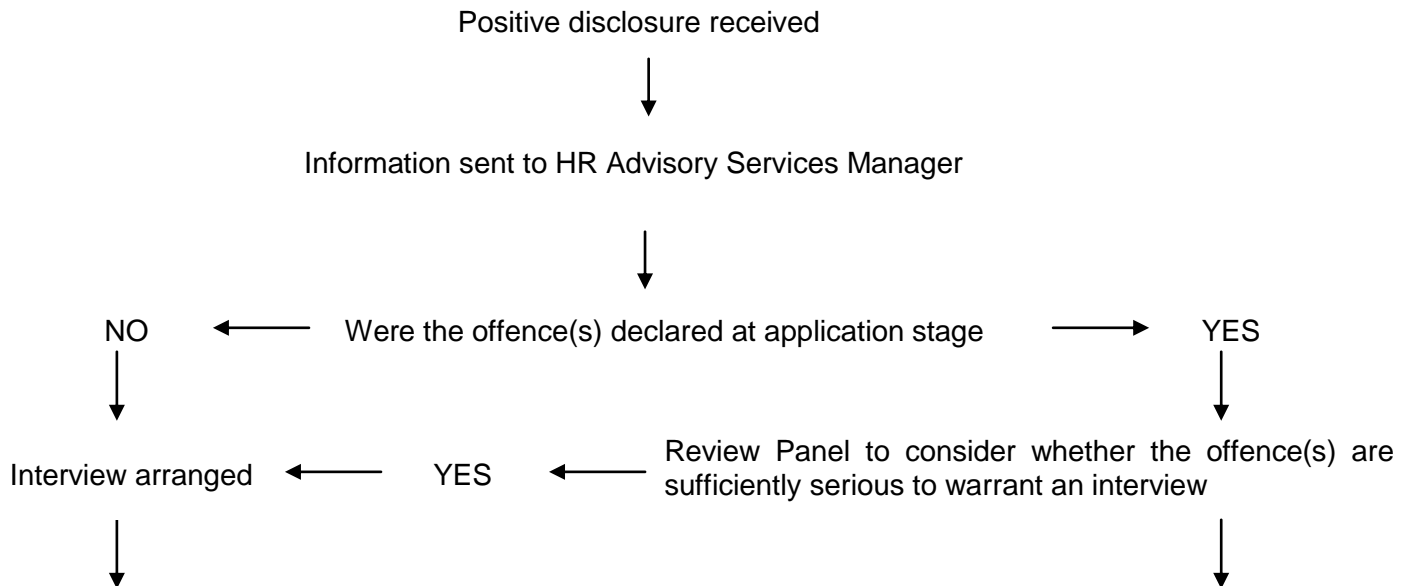 Positive disclosure received
Information sent to HR Advisory Services Manager
NO
Were the offence(s) declared at application stage
YES
Interview arranged
YES
Review Panel to consider whether the offence(s) are
sufficiently serious to warrant an interview